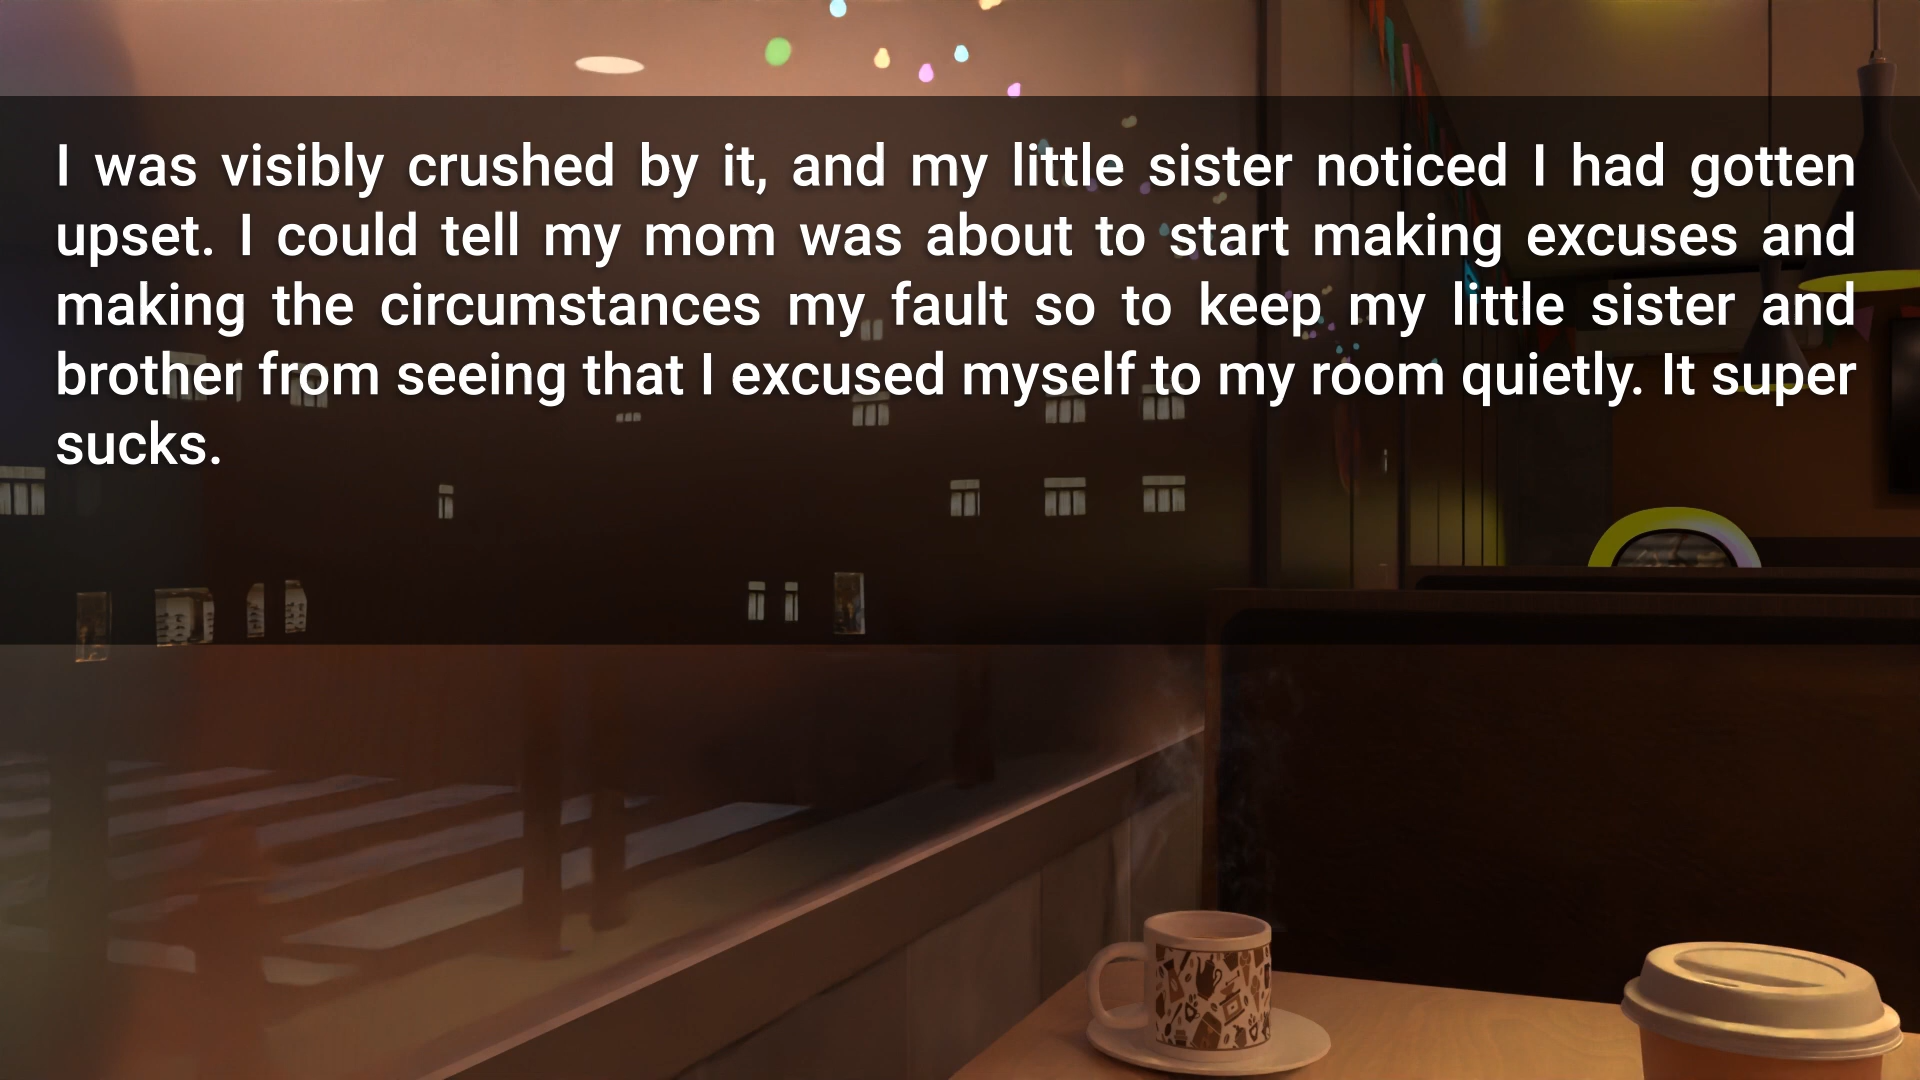 I was visibly crushed by it, and my little sister noticed I had gotten
upset. I could tell my mom was about to start making excuses and
making the circumstances my fault so to keep my little sister and
brother from seeing that I excused myself to my room quietly. It super
sucks.